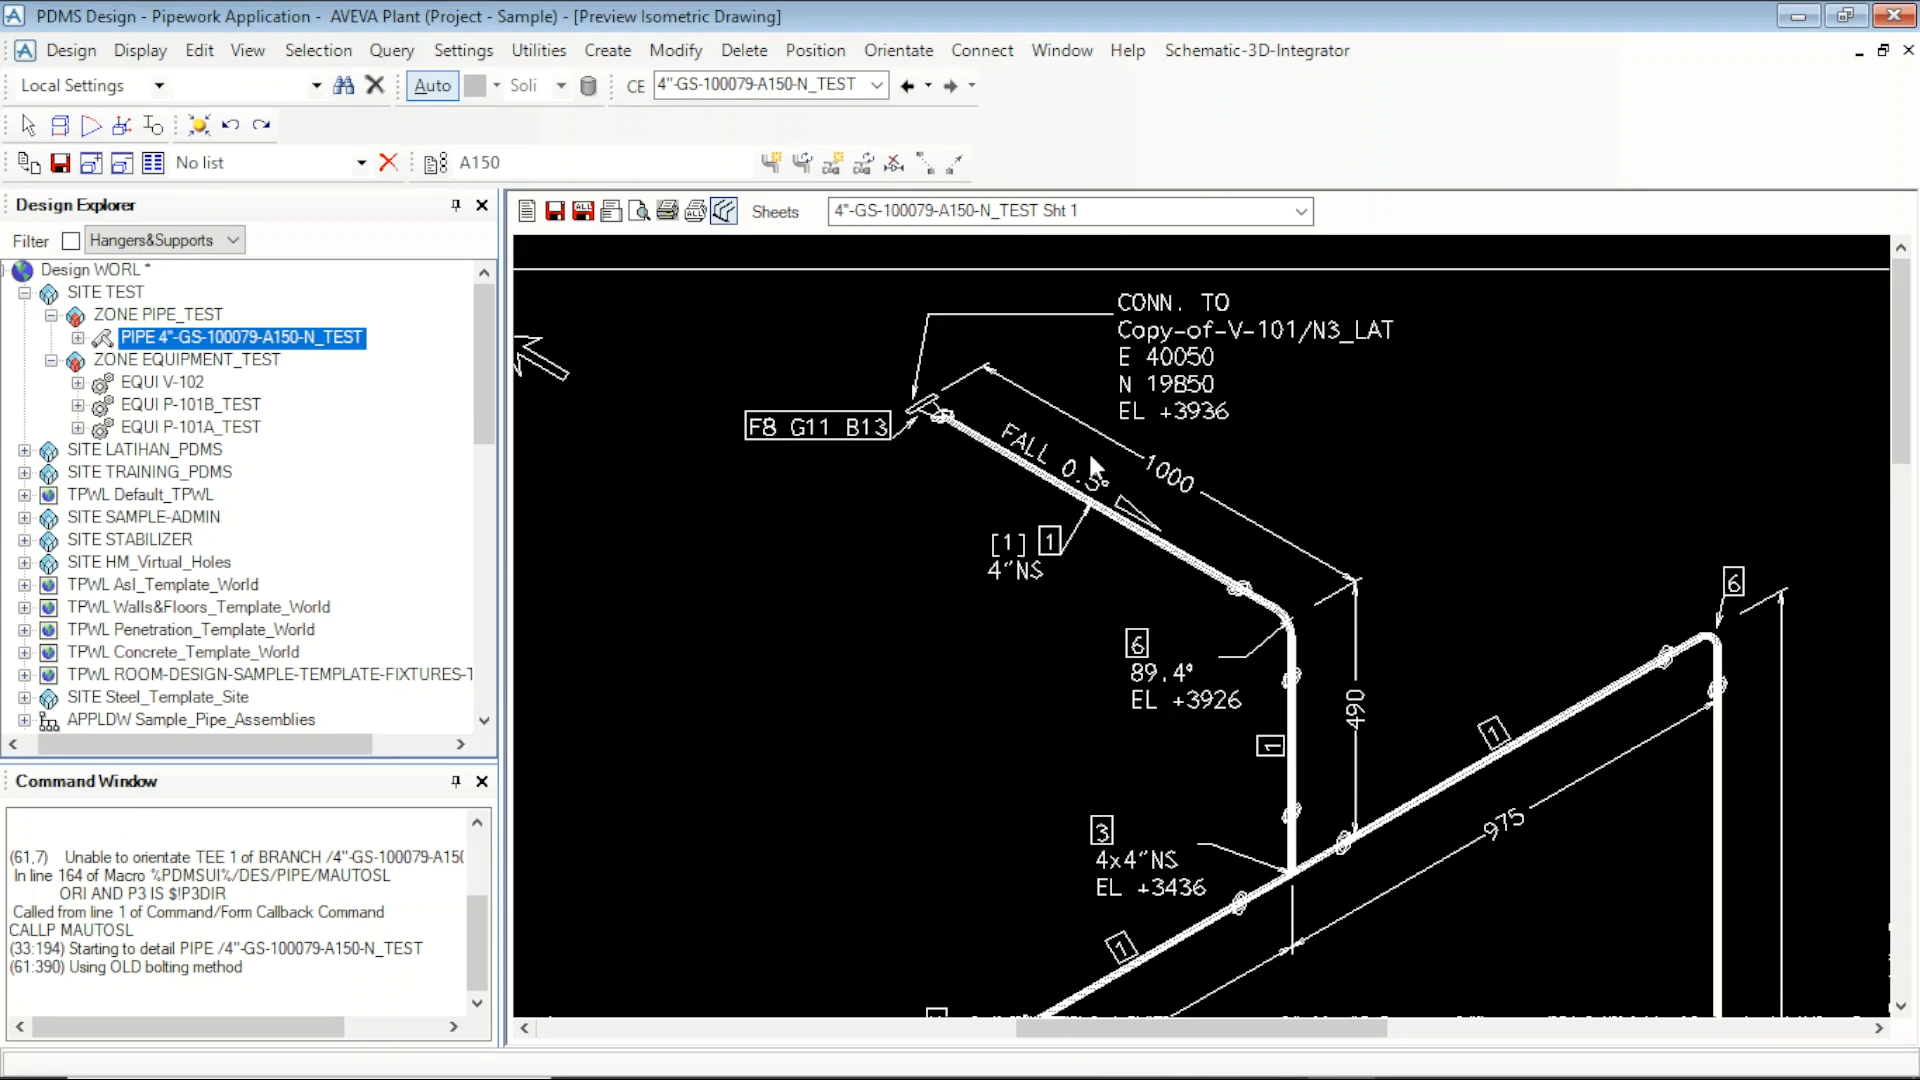 PDMS Design - Pipework Application - AVEVA Plant (Project - Sample) - [Preview Isometric Drawing]
Design Display Edit View Selection Query Settings Utilities Create Modify Delete Position Orientate Connect Window Help Schematic-3D-Integrator
Local Settings Auto Soli CE 4"-GS-100079-A150-N_TEST
No list A150
Design Explorer
Filter Hangers&Supports
Sheets 4"-GS-100079-A150-N_TEST Sht 1
Design WORL *
SITE TEST
ZONE PIPE_TEST
PIPE 4"-GS-100079-A150-N_TEST
ZONE EQUIPMENT_TEST
EQUI V-102
EQUI P-101B_TEST
EQUI P-101A_TEST
SITE LATIHAN_PDMS
SITE TRAINING_PDMS
TPWL Default_TPWL
SITE SAMPLE-ADMIN
SITE STABILIZER
SITE HM_Virtual_Holes
TPWL Asl_Template_World
TPWL Walls&Floors_Template_World
TPWL Penetration_Template_World
TPWL Concrete_Template_World
TPWL ROOM-DESIGN-SAMPLE-TEMPLATE-FIXTURES-T
SITE Steel_Template_Site
APPLDW Sample_Pipe_Assemblies
Command Window
(61,7) Unable to orientate TEE 1 of BRANCH /4"-GS-100079-A150
In line 164 of Macro %PDMSUI%/DES/PIPE/MAUTOSL
ORI AND P3 IS $!P3DIR
Called from line 1 of Command/Form Callback Command
CALLP MAUTOSL
(33:194) Starting to detail PIPE /4"-GS-100079-A150-N_TEST
(61:390) Using OLD bolting method
CONN. TO
Copy-of-V-101/N3_LAT
E 40050
N 19850
EL +3936
F8 G11 B13
FALL 0.5°
1000
[1] 1
4"NS
6
6
89.4°
EL +3926
490
1
1
975
3
4x4"NS
EL +3436
1